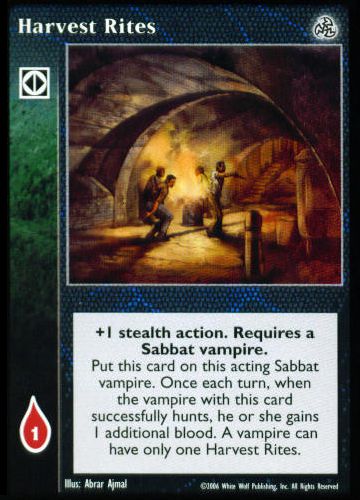 Harvest Rites
+1 stealth action. Requires a
Sabbat vampire.
Put this card on this acting Sabbat
vampire. Once each turn, when
the vampire with this card
successfully hunts, he or she gains
1 additional blood. A vampire can
have only one Harvest Rites.
1
Illus: Abrar Ajmal
©2006 White Wolf Publishing, Inc. All Rights Reserved